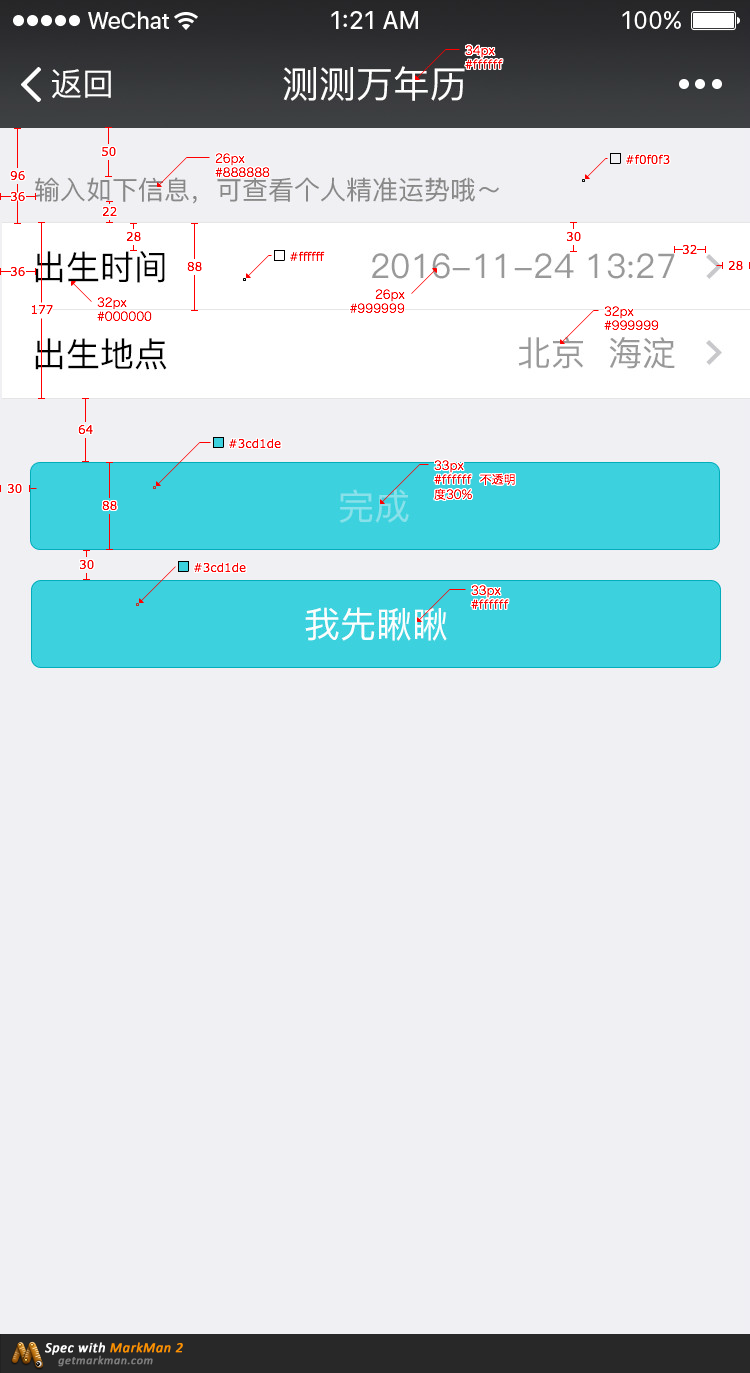 WeChat 1:21 AM 100%
返回 测测万年历
34px
#ffffff
96
50
26px
#888888
#f0f0f3
36
输入如下信息，可查看个人精准运势哦～
22
28
30
36
出生时间
88
#ffffff
2016-11-24 13:27
32
28
26px
#999999
32px
#000000
177
32px
#999999
出生地点
北京 海淀
64
#3cd1de
33px
#ffffff 不透明
度30%
30
88
完成
30
#3cd1de
33px
#ffffff
我先瞅瞅
Spec with MarkMan 2
getmarkman.com